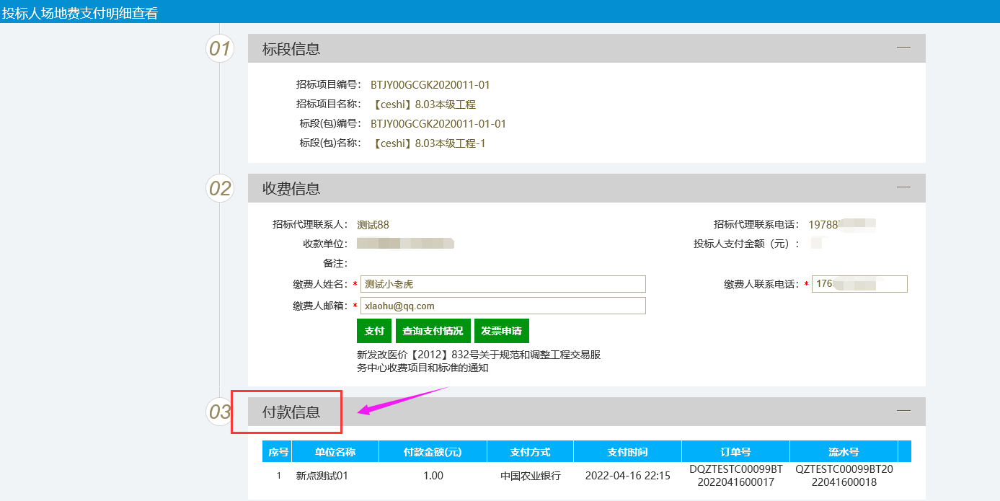 投标人场地费支付明细查看
01 标段信息
招标项目编号： BTJY00GCGK2020011-01
招标项目名称： 【ceshi】8.03本级工程
标段(包)编号： BTJY00GCGK2020011-01-01
标段(包)名称： 【ceshi】8.03本级工程-1
02 收费信息
招标代理联系人： 测试88 招标代理联系电话： 19788
收款单位： 投标人支付金额（元）：
备注：
缴费人姓名：* 测试小老虎 缴费人联系电话：* 176
缴费人邮箱：* xlaohu@qq.com
支付 查询支付情况 发票申请
新发改医价【2012】832号关于规范和调整工程交易服
务中心收费项目和标准的通知
03 付款信息
序号 单位名称 付款金额(元) 支付方式 支付时间 订单号 流水号
1 新点测试01 1.00 中国农业银行 2022-04-16 22:15 DQZTESTC00099BT QZTESTC00099BT20
2022041600017 22041600018